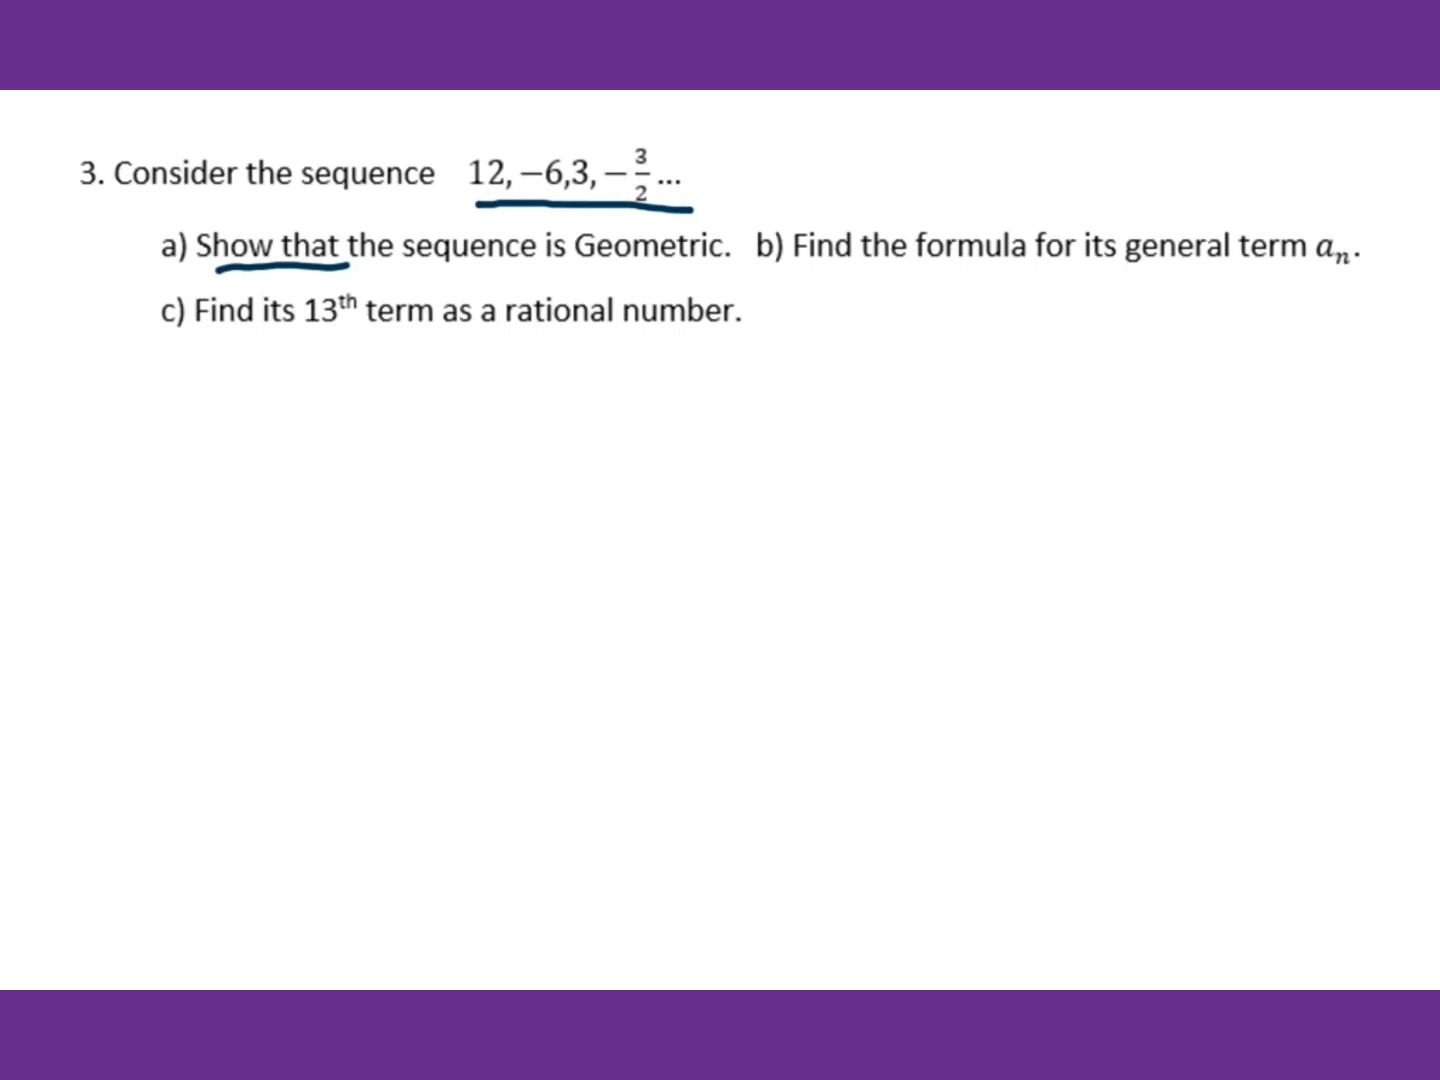 3. Consider the sequence 12, −6,3, −3/2 ...
a) Show that the sequence is Geometric. b) Find the formula for its general term aₙ.
c) Find its 13ᵗʰ term as a rational number.